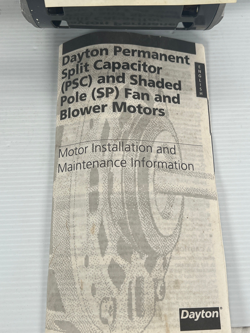 Dayton Permanent
Split Capacitor
(PSC) and Shaded
Pole (SP) Fan and
Blower Motors
Motor Installation and
Maintenance Information
Dayton